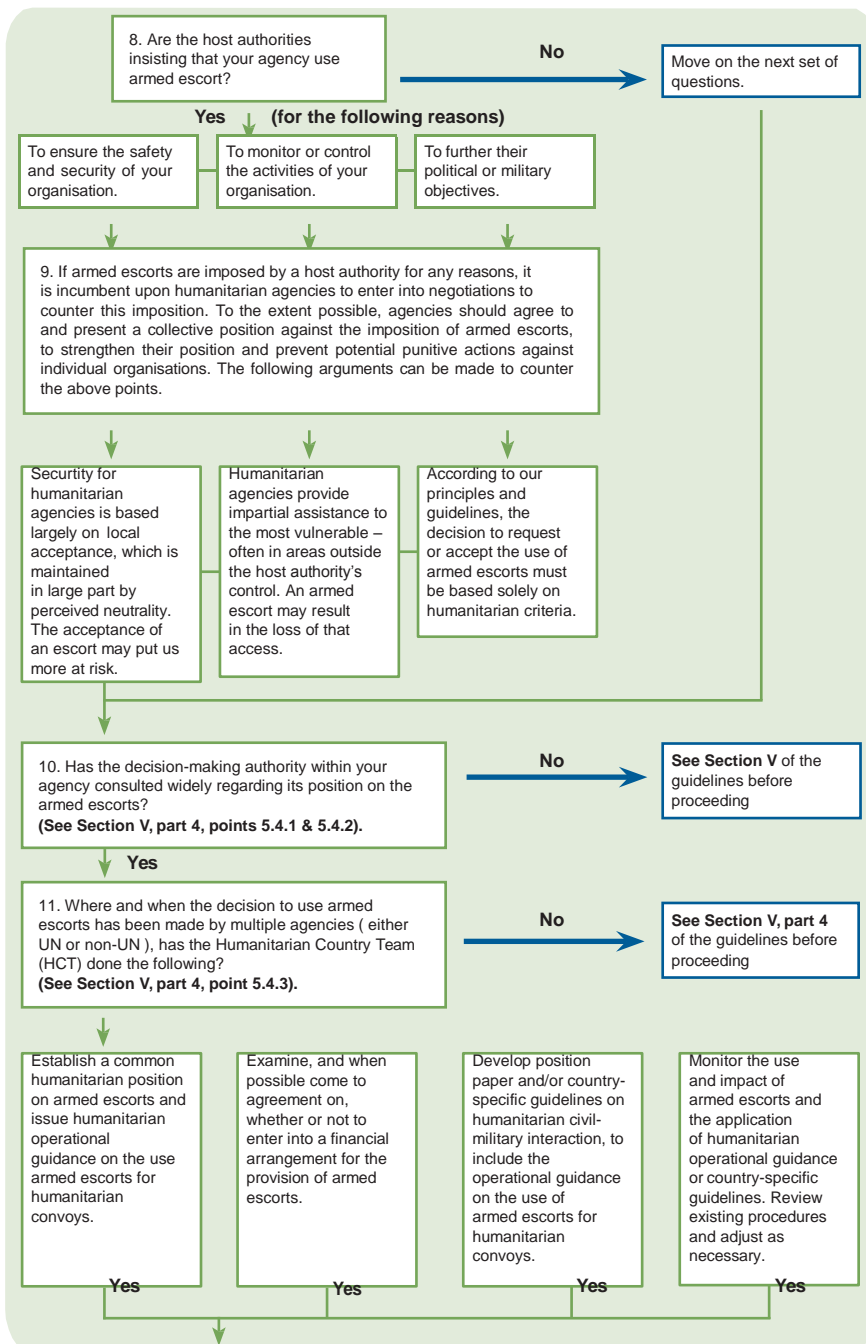 8. Are the host authorities
insisting that your agency use
armed escort?
No
Move on the next set of
questions.
Yes (for the following reasons)
To ensure the safety
and security of your
organisation.
To monitor or control
the activities of your
organisation.
To further their
political or military
objectives.
9. If armed escorts are imposed by a host authority for any reasons, it
is incumbent upon humanitarian agencies to enter into negotiations to
counter this imposition. To the extent possible, agencies should agree to
and present a collective position against the imposition of armed escorts,
to strengthen their position and prevent potential punitive actions against
individual organisations. The following arguments can be made to counter
the above points.
Securtity for
humanitarian
agencies is based
largely on local
acceptance, which is
maintained
in large part by
perceived neutrality.
The acceptance of
an escort may put us
more at risk.
Humanitarian
agencies provide
impartial assistance to
the most vulnerable –
often in areas outside
the host authority's
control. An armed
escort may result
in the loss of that
access.
According to our
principles and
guidelines, the
decision to request
or accept the use of
armed escorts must
be based solely on
humanitarian criteria.
10. Has the decision-making authority within your
agency consulted widely regarding its position on the
armed escorts?
(See Section V, part 4, points 5.4.1 & 5.4.2).
No
See Section V of the
guidelines before
proceeding
Yes
11. Where and when the decision to use armed
escorts has been made by multiple agencies ( either
UN or non-UN ), has the Humanitarian Country Team
(HCT) done the following?
(See Section V, part 4, point 5.4.3).
No
See Section V, part 4
of the guidelines before
proceeding
Establish a common
humanitarian position
on armed escorts and
issue humanitarian
operational
guidance on the use
armed escorts for
humanitarian
convoys.
Yes
Examine, and when
possible come to
agreement on,
whether or not to
enter into a financial
arrangement for the
provision of armed
escorts.
Yes
Develop position
paper and/or country-
specific guidelines on
humanitarian civil-
military interaction, to
include the
operational guidance
on the use of
armed escorts for
humanitarian
convoys.
Yes
Monitor the use
and impact of
armed escorts and
the application
of humanitarian
operational guidance
or country-specific
guidelines. Review
existing procedures
and adjust as
necessary.
Yes